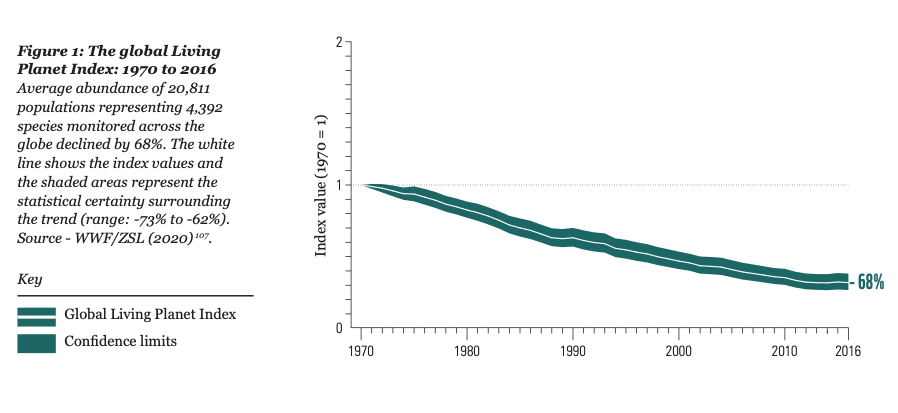 Figure 1: The global Living
Planet Index: 1970 to 2016
Average abundance of 20,811
populations representing 4,392
species monitored across the
globe declined by 68%. The white
line shows the index values and
the shaded areas represent the
statistical certainty surrounding
the trend (range: -73% to -62%).
Source - WWF/ZSL (2020)¹⁰⁷.
Key
Global Living Planet Index
Confidence limits
Index value (1970 = 1)
2
1
0
1970
1980
1990
2000
2010
2016
- 68%